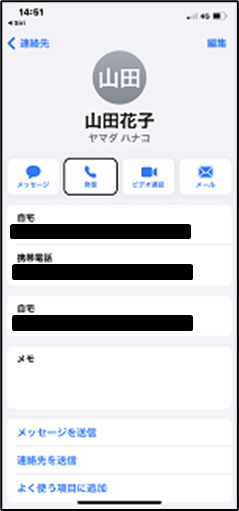 14:51
4G
◀ Siri
連絡先
編集
山田
山田花子
ヤマダ ハナコ
メッセージ
発信
ビデオ通話
メール
自宅
携帯電話
自宅
メモ
メッセージを送信
連絡先を送信
よく使う項目に追加